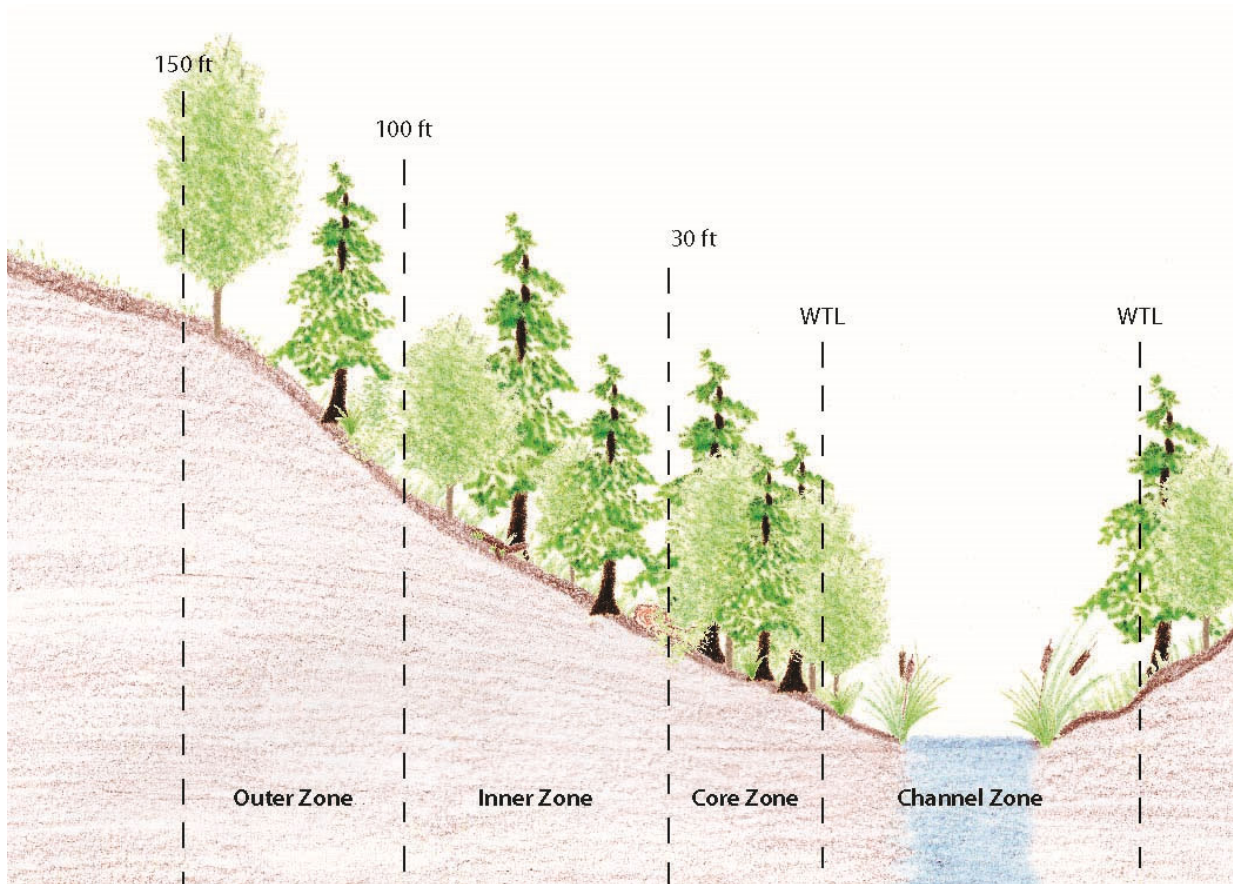 150 ft
100 ft
30 ft
WTL
WTL
Outer Zone
Inner Zone
Core Zone
Channel Zone